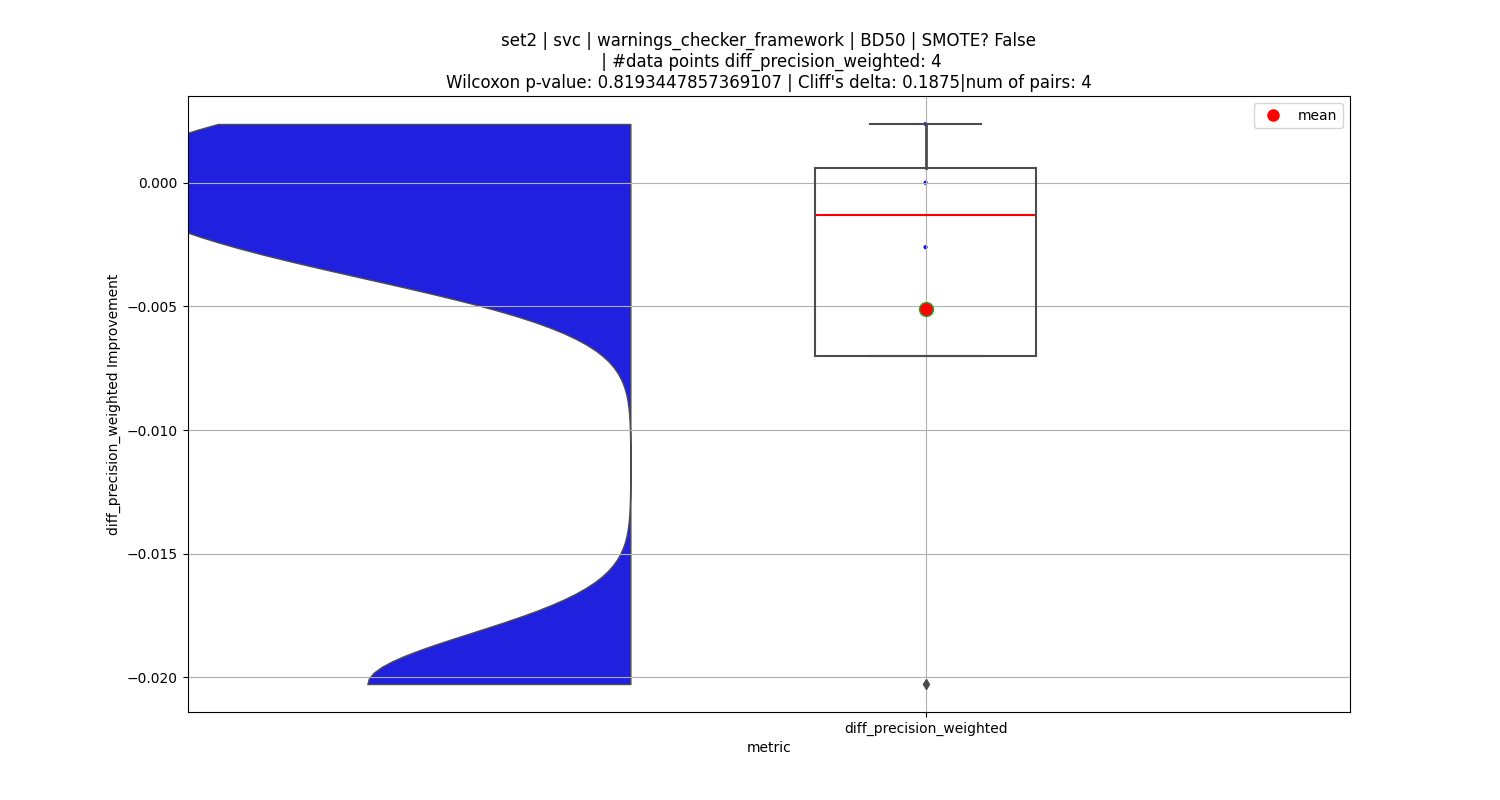 set2 | svc | warnings_checker_framework | BD50 | SMOTE? False
| #data points diff_precision_weighted: 4
Wilcoxon p-value: 0.8193447857369107 | Cliff's delta: 0.1875|num of pairs: 4
mean
0.000
−0.005
−0.010
−0.015
−0.020
diff_precision_weighted Improvement
diff_precision_weighted
metric